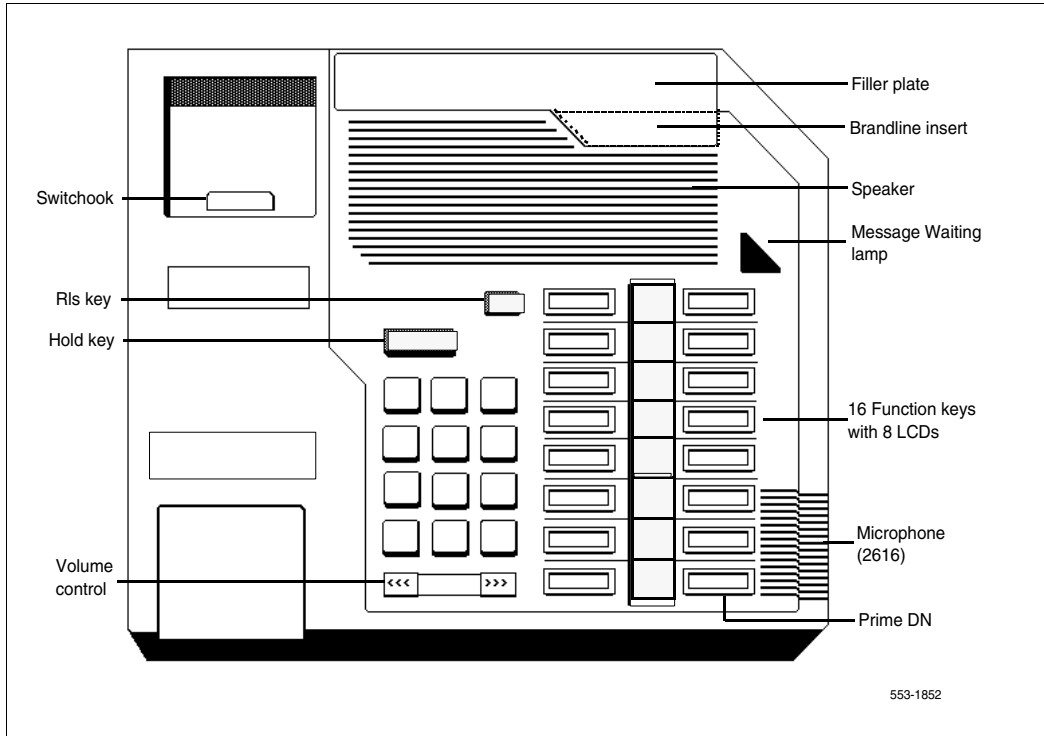 Filler plate
Brandline insert
Switchook
Speaker
Message Waiting
lamp
Rls key
Hold key
16 Function keys
with 8 LCDs
Microphone
(2616)
Volume
control
<<<
>>>
Prime DN
553-1852